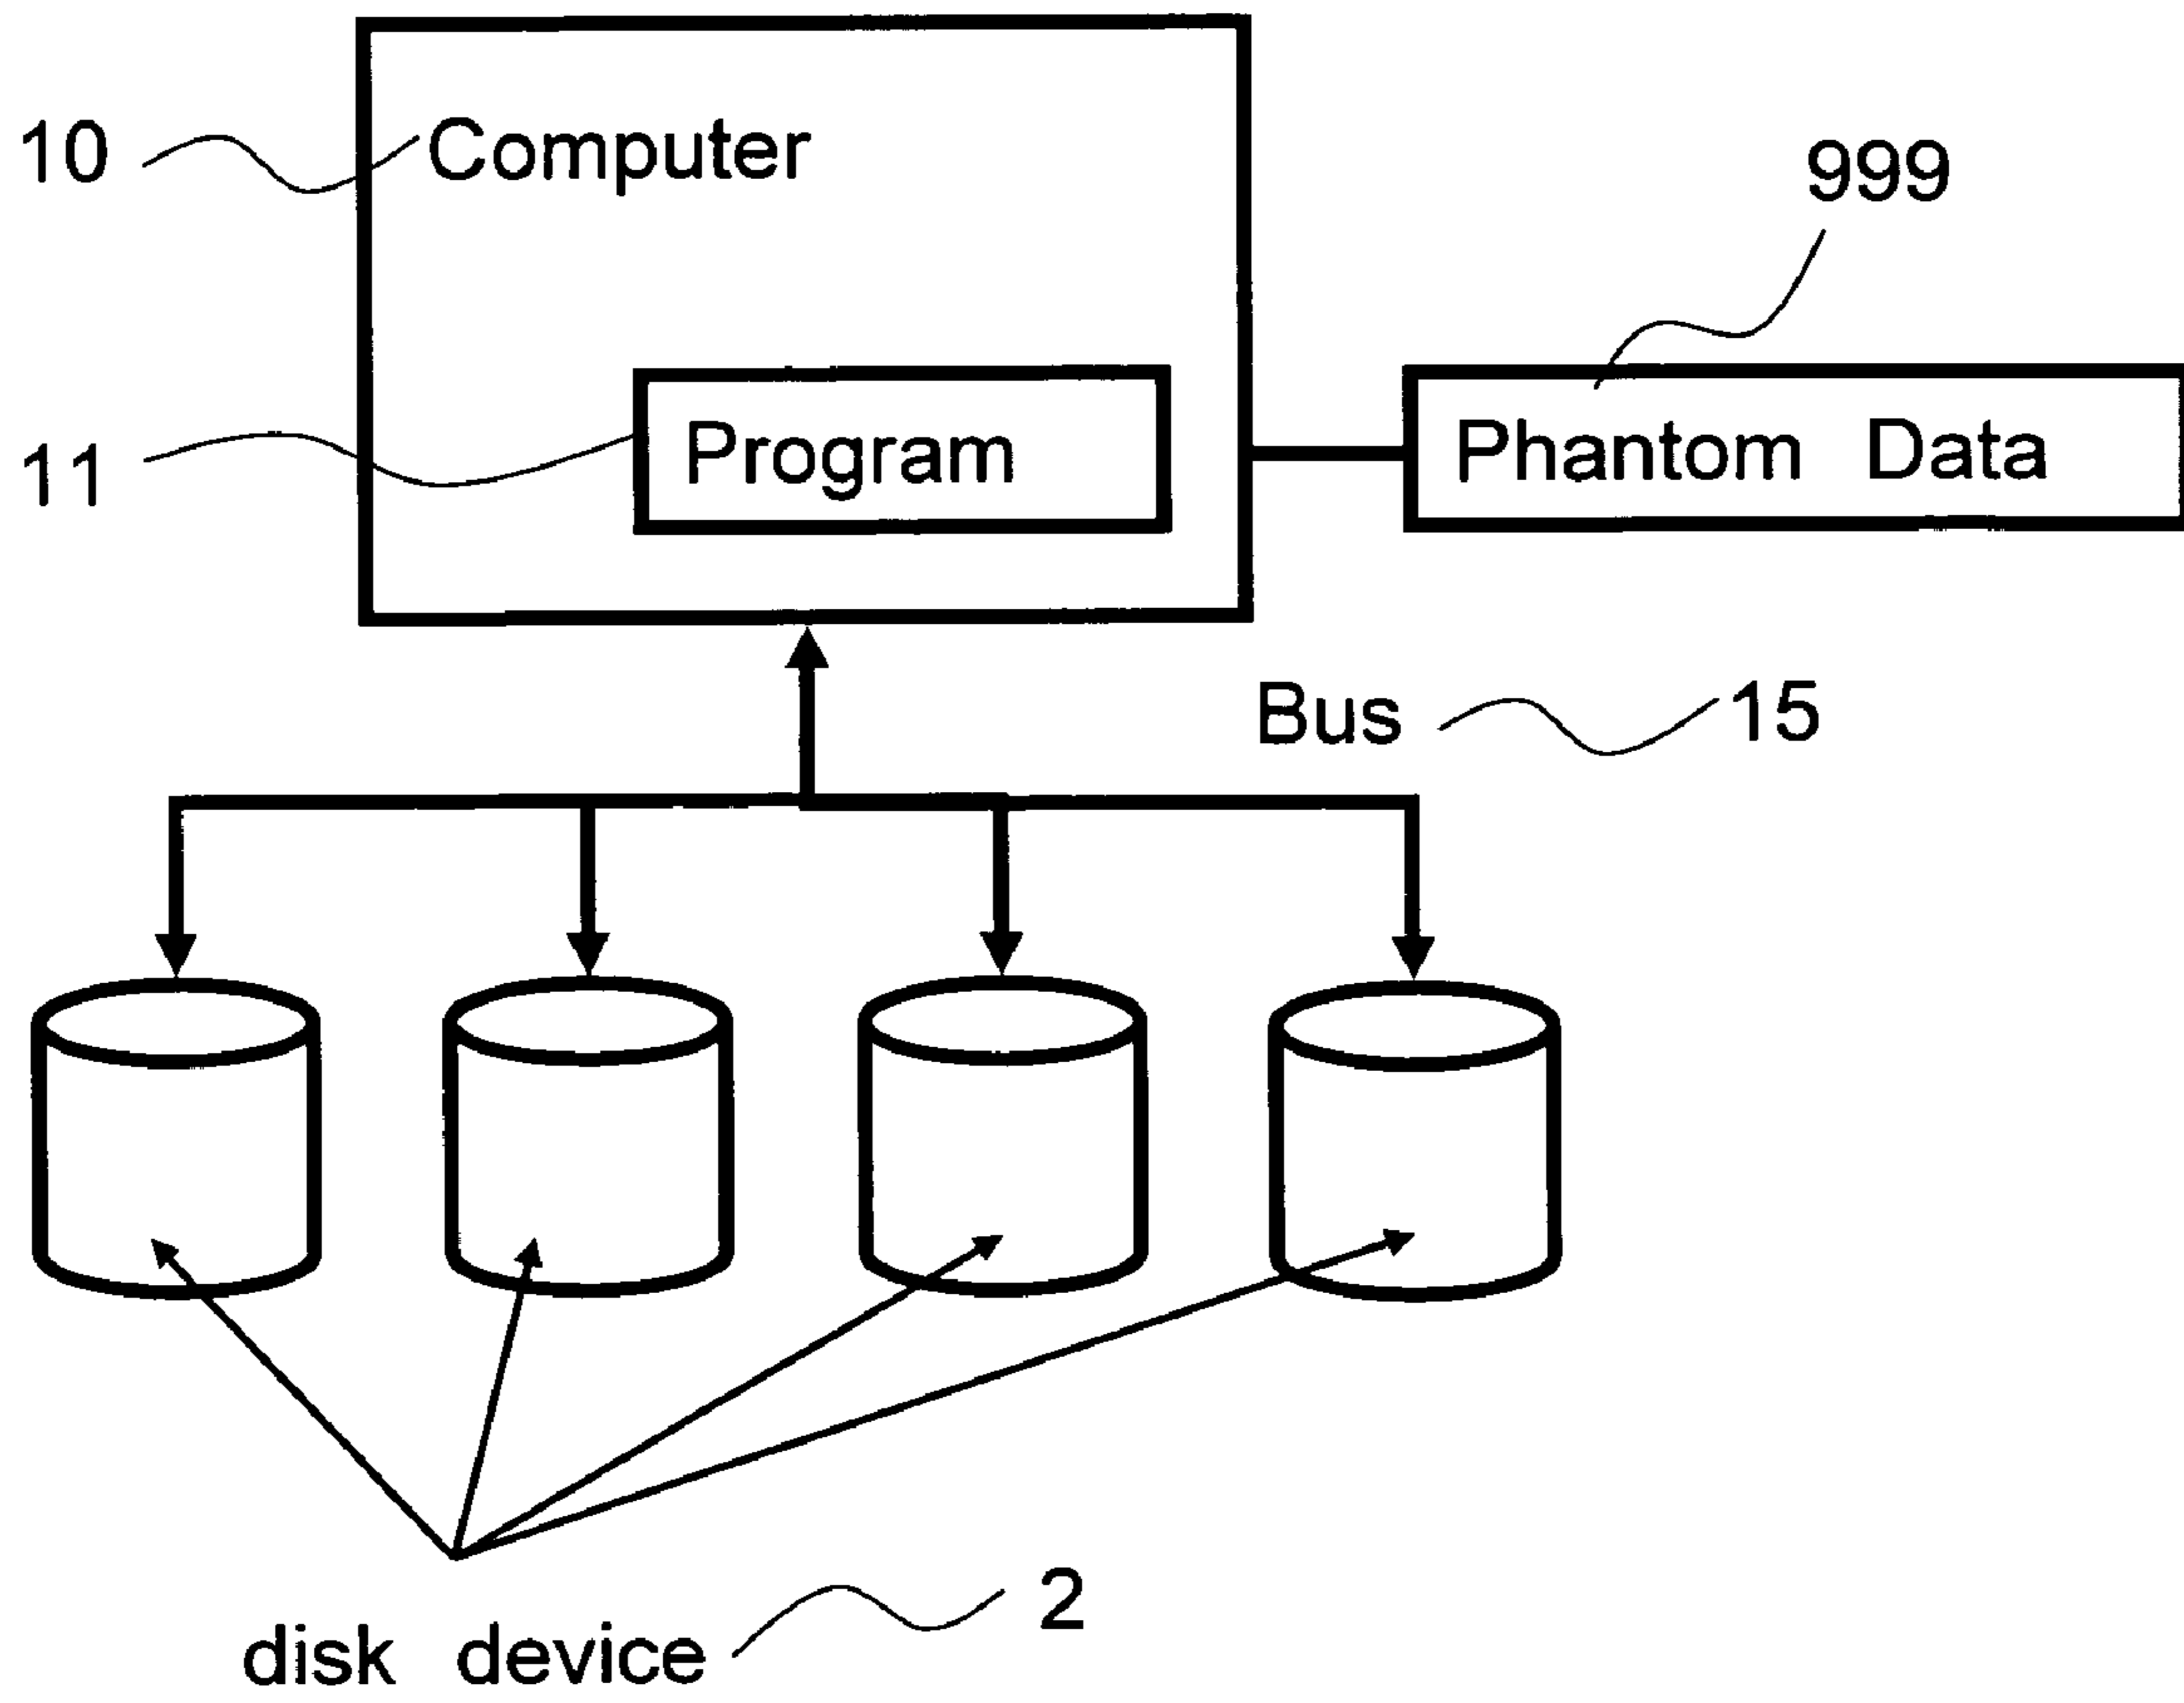 10 Computer
999
11 Program
Phantom Data
Bus 15
disk device 2